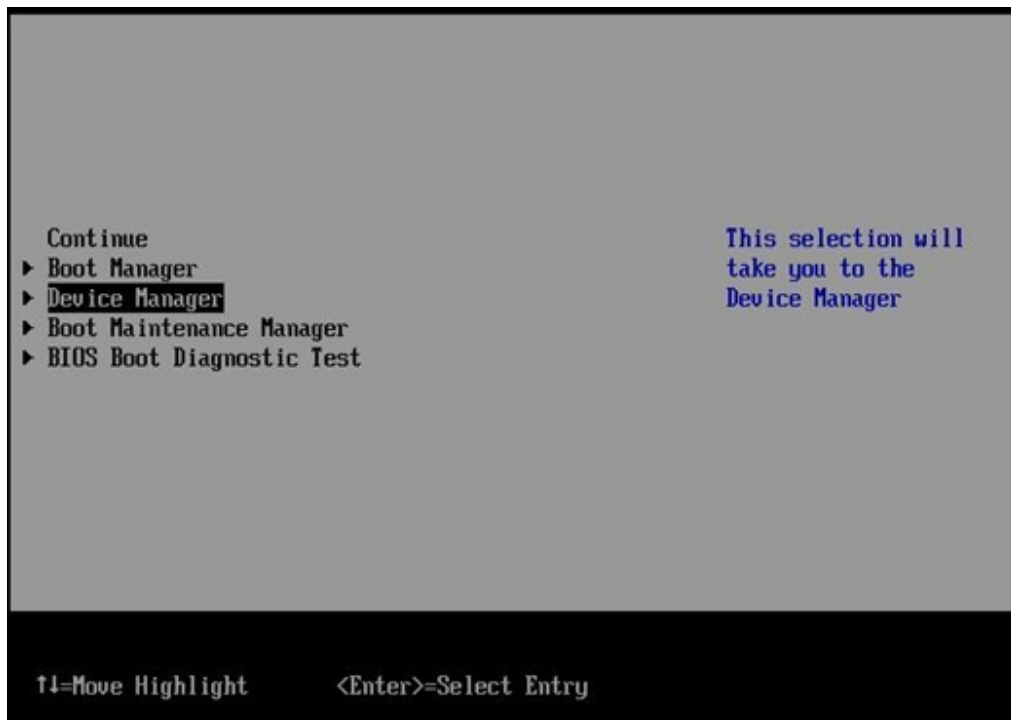 Continue
Boot Manager
Device Manager
Boot Maintenance Manager
BIOS Boot Diagnostic Test
This selection will
take you to the
Device Manager
↑↓=Move Highlight <Enter>=Select Entry